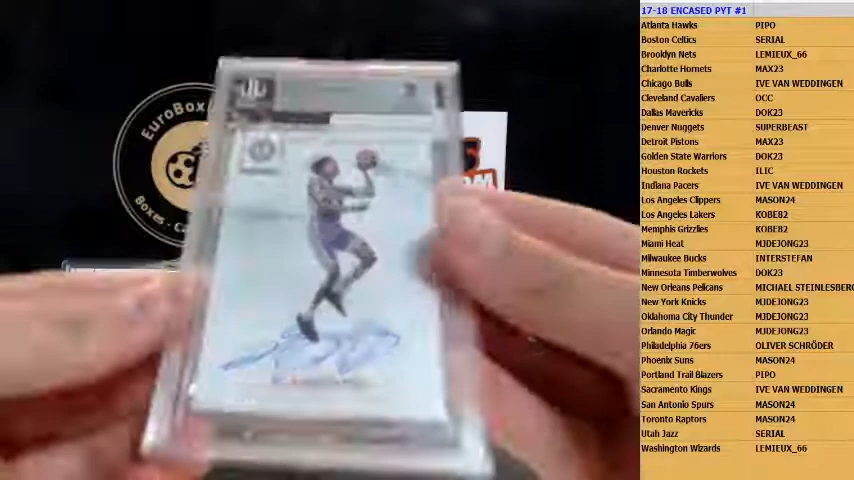 17-18 ENCASED PYT #1
Atlanta Hawks PIPO
Boston Celtics SERIAL
Brooklyn Nets LEMIEUX_66
Charlotte Hornets MAX23
Chicago Bulls IVE VAN WEDDINGEN
Cleveland Cavaliers OCC
Dallas Mavericks DOK23
Denver Nuggets SUPERBEAST
Detroit Pistons MAX23
Golden State Warriors DOK23
Houston Rockets ILIC
Indiana Pacers IVE VAN WEDDINGEN
Los Angeles Clippers MASON24
Los Angeles Lakers KOBE82
Memphis Grizzlies KOBE82
Miami Heat MJDEJONG23
Milwaukee Bucks INTERSTEFAN
Minnesota Timberwolves DOK23
New Orleans Pelicans MICHAEL STEINLESBERG
New York Knicks MJDEJONG23
Oklahoma City Thunder MJDEJONG23
Orlando Magic MJDEJONG23
Philadelphia 76ers OLIVER SCHRÖDER
Phoenix Suns MASON24
Portland Trail Blazers PIPO
Sacramento Kings IVE VAN WEDDINGEN
San Antonio Spurs MASON24
Toronto Raptors MASON24
Utah Jazz SERIAL
Washington Wizards LEMIEUX_66
EuroBox
Boxes - Ca